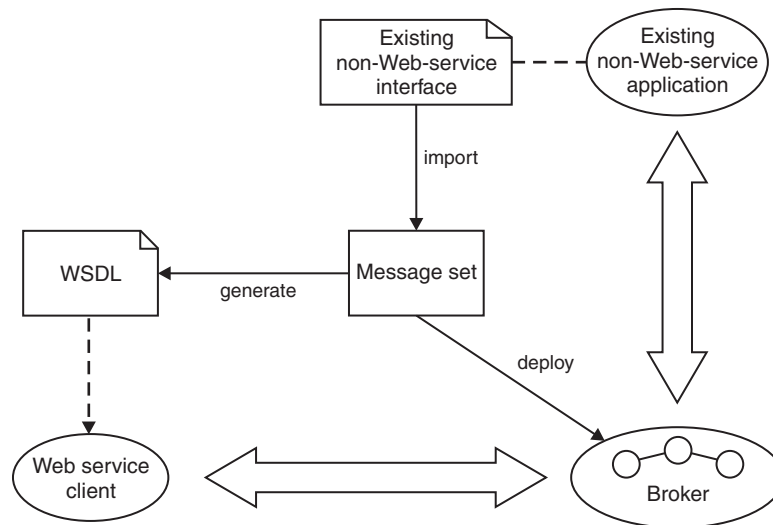 Existing
non-Web-service
interface
Existing
non-Web-service
application
import
WSDL
generate
Message set
deploy
Web service
client
Broker